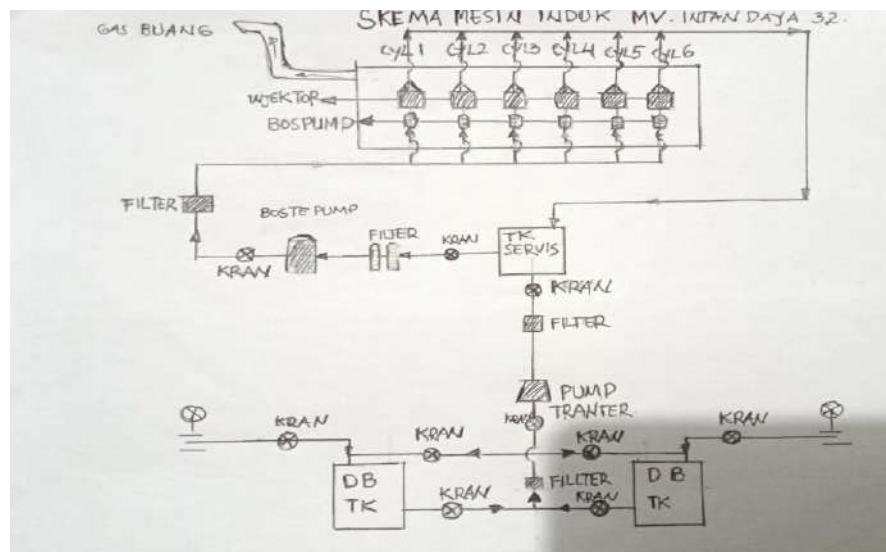 SKEMA MESIN INDUK MV. INTAN DAYA 32.
GAS BUANG
CYL 1 CYL2 CYL3 CYL4 CYL5 CYL6
INJEKTOR
BOSPUMP
FILTER
BOSTE PUMP
FILTER
KRAN
TK.
SERVIS
KRAN
KRAN
FILTER
PUMP
TRANFER
KRAN
KRAN
KRAN
KRAN
KRAN
DB
TK
KRAN
FILLTER
KRAN
DB
TK